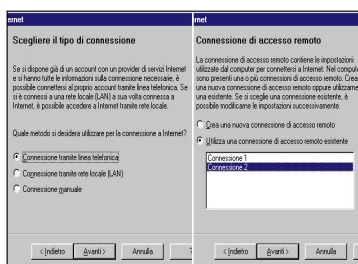 ernet
Scegliere il tipo di connessione
Se si dispone già di un account con un provider di servizi Internet
e si hanno tutte le informazioni sulla connessione necessarie, è
possibile connettersi al proprio account tramite linea telefonica. Se
si è connessi a una rete locale (LAN) a sua volta connessa a
Internet, è possibile accedere a Internet tramite rete locale.
Quale metodo si desidera utilizzare per la connessione a Internet?
Connessione tramite linea telefonica
Connessione tramite rete locale (LAN)
Connessione manuale
< Indietro
Avanti >
Annulla
?
rnet
Connessione di accesso remoto
La connessione di accesso remoto contiene le impostazioni
utilizzate dal computer per connettersi a Internet. Nel compute
sono presenti una o più connessioni di accesso remoto. Crea
una nuova connessione di accesso remoto oppure utilizzarne
una esistente. Se si sceglie una connessione esistente, è
possibile modificarne le impostazioni successivamente.
Crea una nuova connessione di accesso remoto
Utilizza una connessione di accesso remoto esistente
Connessione 1
Connessione 2
< Indietro
Avanti >
Annulla